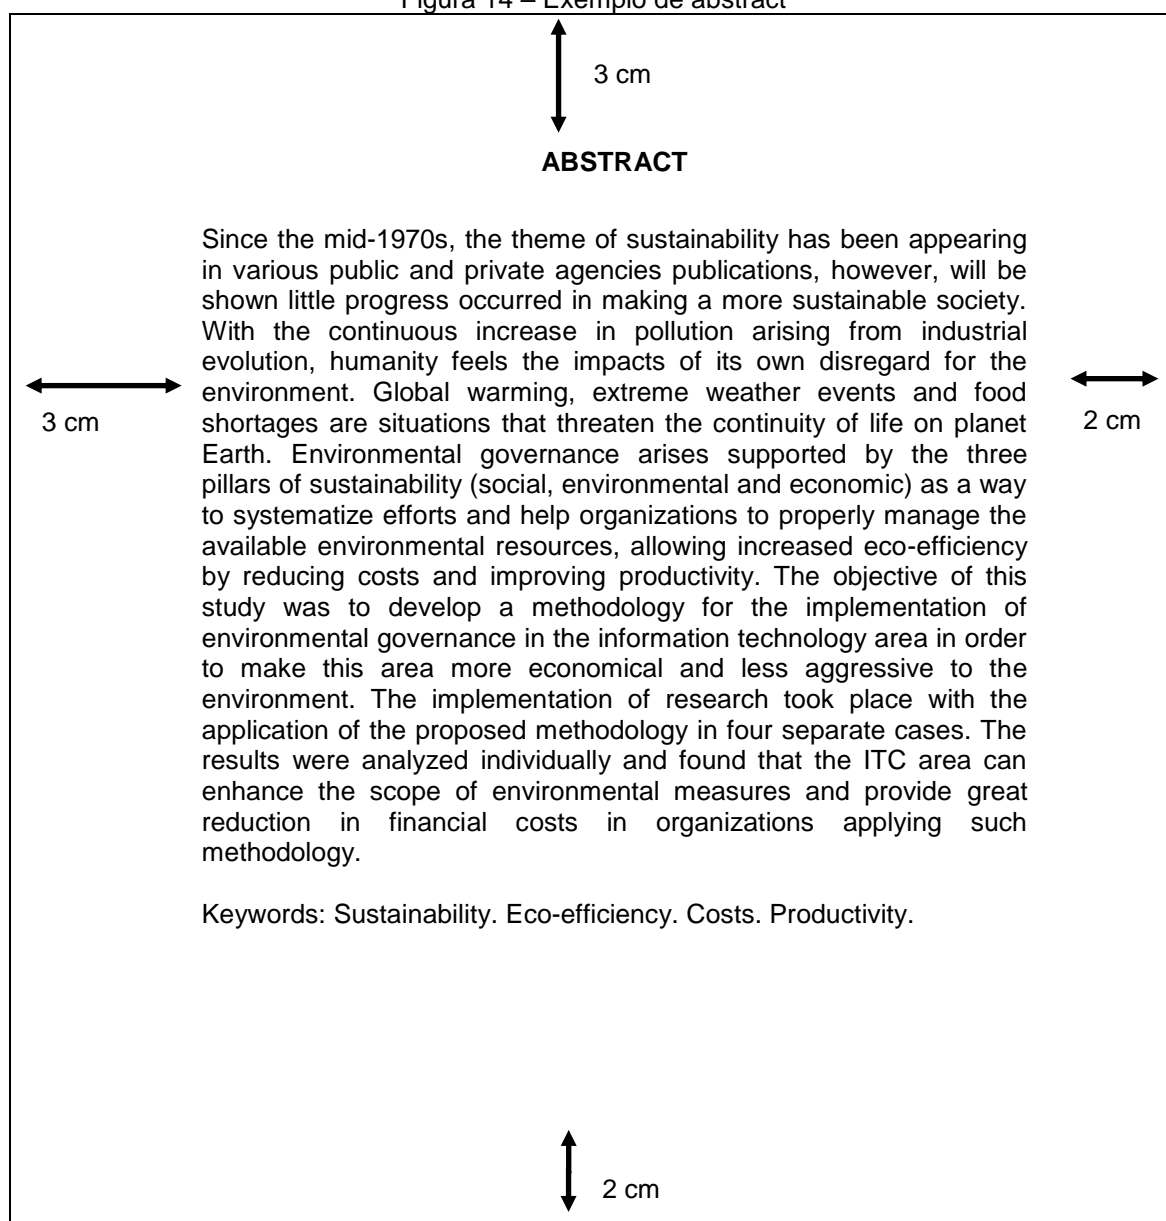 Figura 14 – Exemplo de abstract
3 cm
ABSTRACT
Since the mid-1970s, the theme of sustainability has been appearing
in various public and private agencies publications, however, will be
shown little progress occurred in making a more sustainable society.
With the continuous increase in pollution arising from industrial
evolution, humanity feels the impacts of its own disregard for the
environment. Global warming, extreme weather events and food
shortages are situations that threaten the continuity of life on planet
Earth. Environmental governance arises supported by the three
pillars of sustainability (social, environmental and economic) as a way
to systematize efforts and help organizations to properly manage the
available environmental resources, allowing increased eco-efficiency
by reducing costs and improving productivity. The objective of this
study was to develop a methodology for the implementation of
environmental governance in the information technology area in order
to make this area more economical and less aggressive to the
environment. The implementation of research took place with the
application of the proposed methodology in four separate cases. The
results were analyzed individually and found that the ITC area can
enhance the scope of environmental measures and provide great
reduction in financial costs in organizations applying such
methodology.
3 cm
2 cm
Keywords: Sustainability. Eco-efficiency. Costs. Productivity.
2 cm